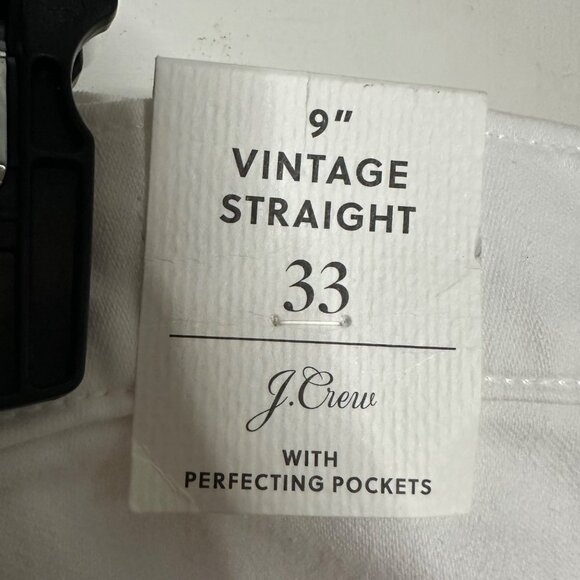 9"
VINTAGE
STRAIGHT
33
J.Crew
WITH
PERFECTING POCKETS